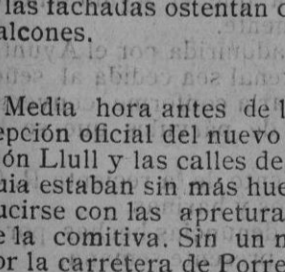 las fachadas ostentan
alcones.
Media hora antes de l
epción oficial del nuevo
ón Llull y las calles de
uia estaban sin más hue
ucirse con las apretura
e la comitiva. Sin un n
or la carretera de Porre